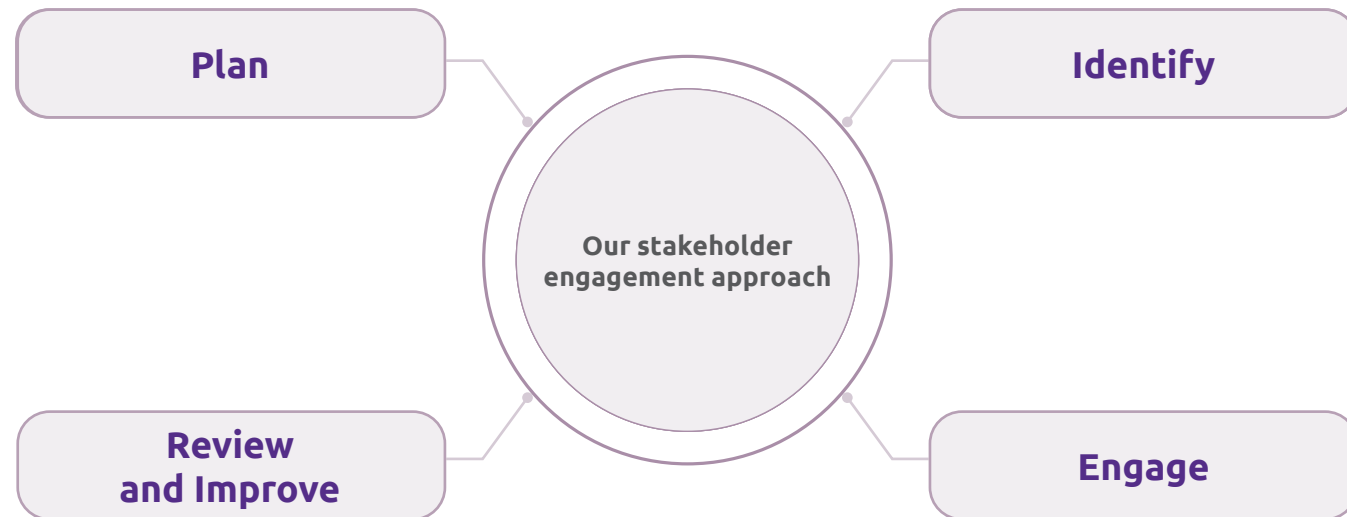 Plan
Identify
Our stakeholder
engagement approach
Review
and Improve
Engage